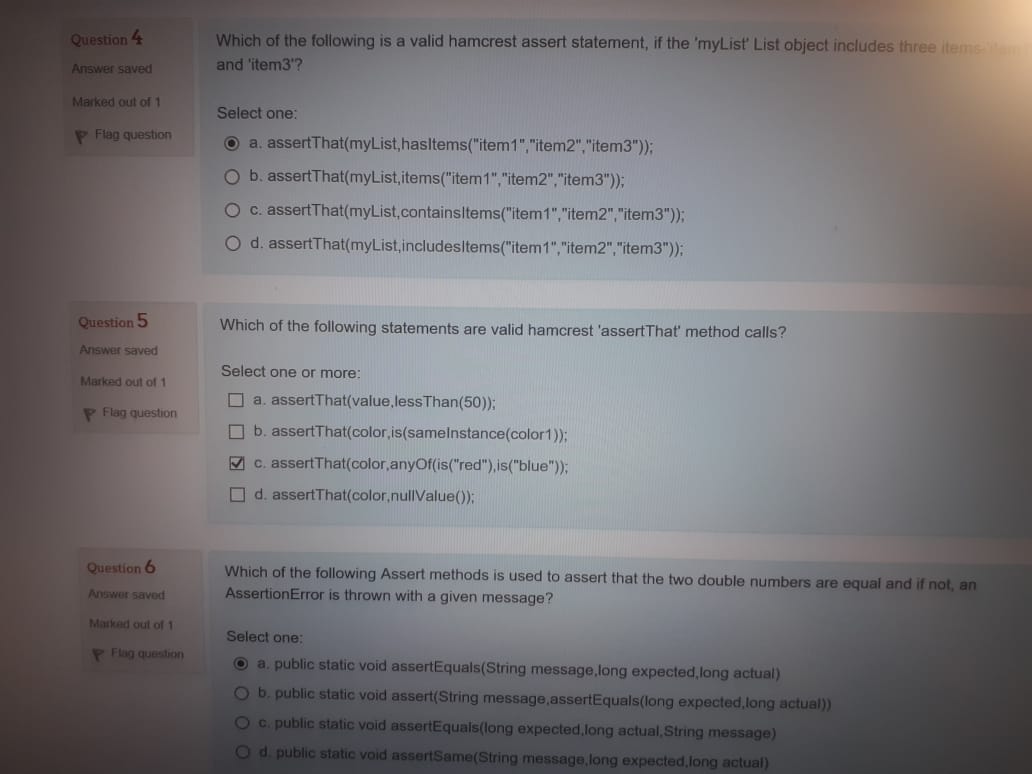 Question 4
Answer saved
Marked out of 1
Flag question
Which of the following is a valid hamcrest assert statement, if the 'myList' List object includes three items-
and 'item3'?
Select one:
a. assertThat(myList,hasItems("item1","item2","item3"));
b. assertThat(myList,items("item1","item2","item3"));
c. assertThat(myList,containsItems("item1","item2","item3"));
d. assertThat(myList,includesItems("item1","item2","item3"));
Question 5
Answer saved
Marked out of 1
Flag question
Which of the following statements are valid hamcrest 'assertThat' method calls?
Select one or more:
a. assertThat(value,lessThan(50));
b. assertThat(color,is(sameInstance(color1));
c. assertThat(color,anyOf(is("red"),is("blue"));
d. assertThat(color,nullValue());
Question 6
Answer saved
Marked out of 1
Flag question
Which of the following Assert methods is used to assert that the two double numbers are equal and if not, an
AssertionError is thrown with a given message?
Select one:
a. public static void assertEquals(String message,long expected,long actual)
b. public static void assert(String message,assertEquals(long expected,long actual))
c. public static void assertEquals(long expected,long actual,String message)
d. public static void assertSame(String message,long expected,long actual)